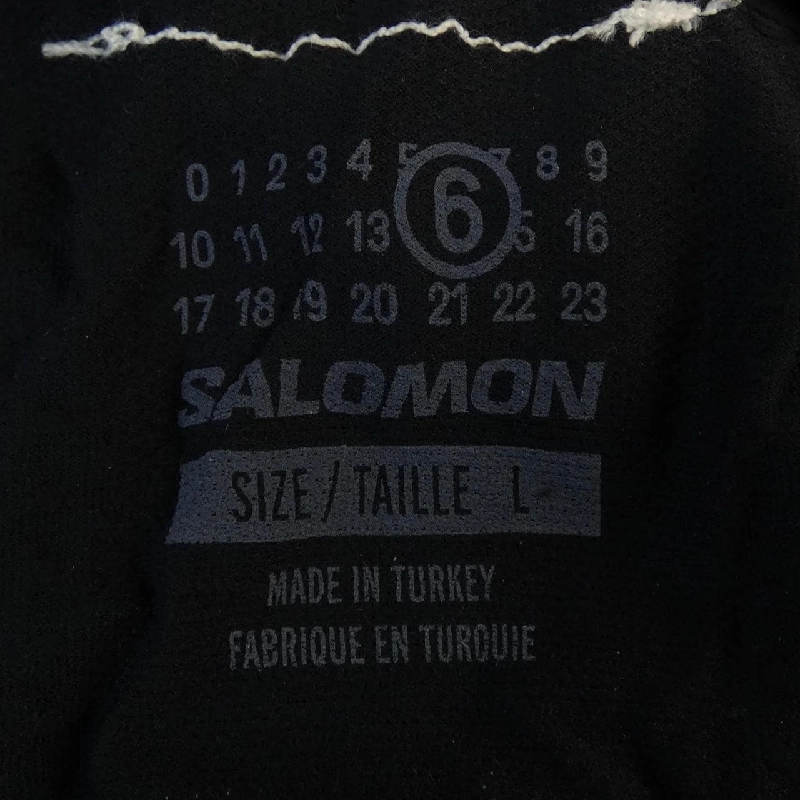 0 1 2 3 4 5 6 7 8 9
10 11 12 13 5 16
17 18 19 20 21 22 23
SALOMON
SIZE / TAILLE L
MADE IN TURKEY
FABRIQUE EN TURQUIE